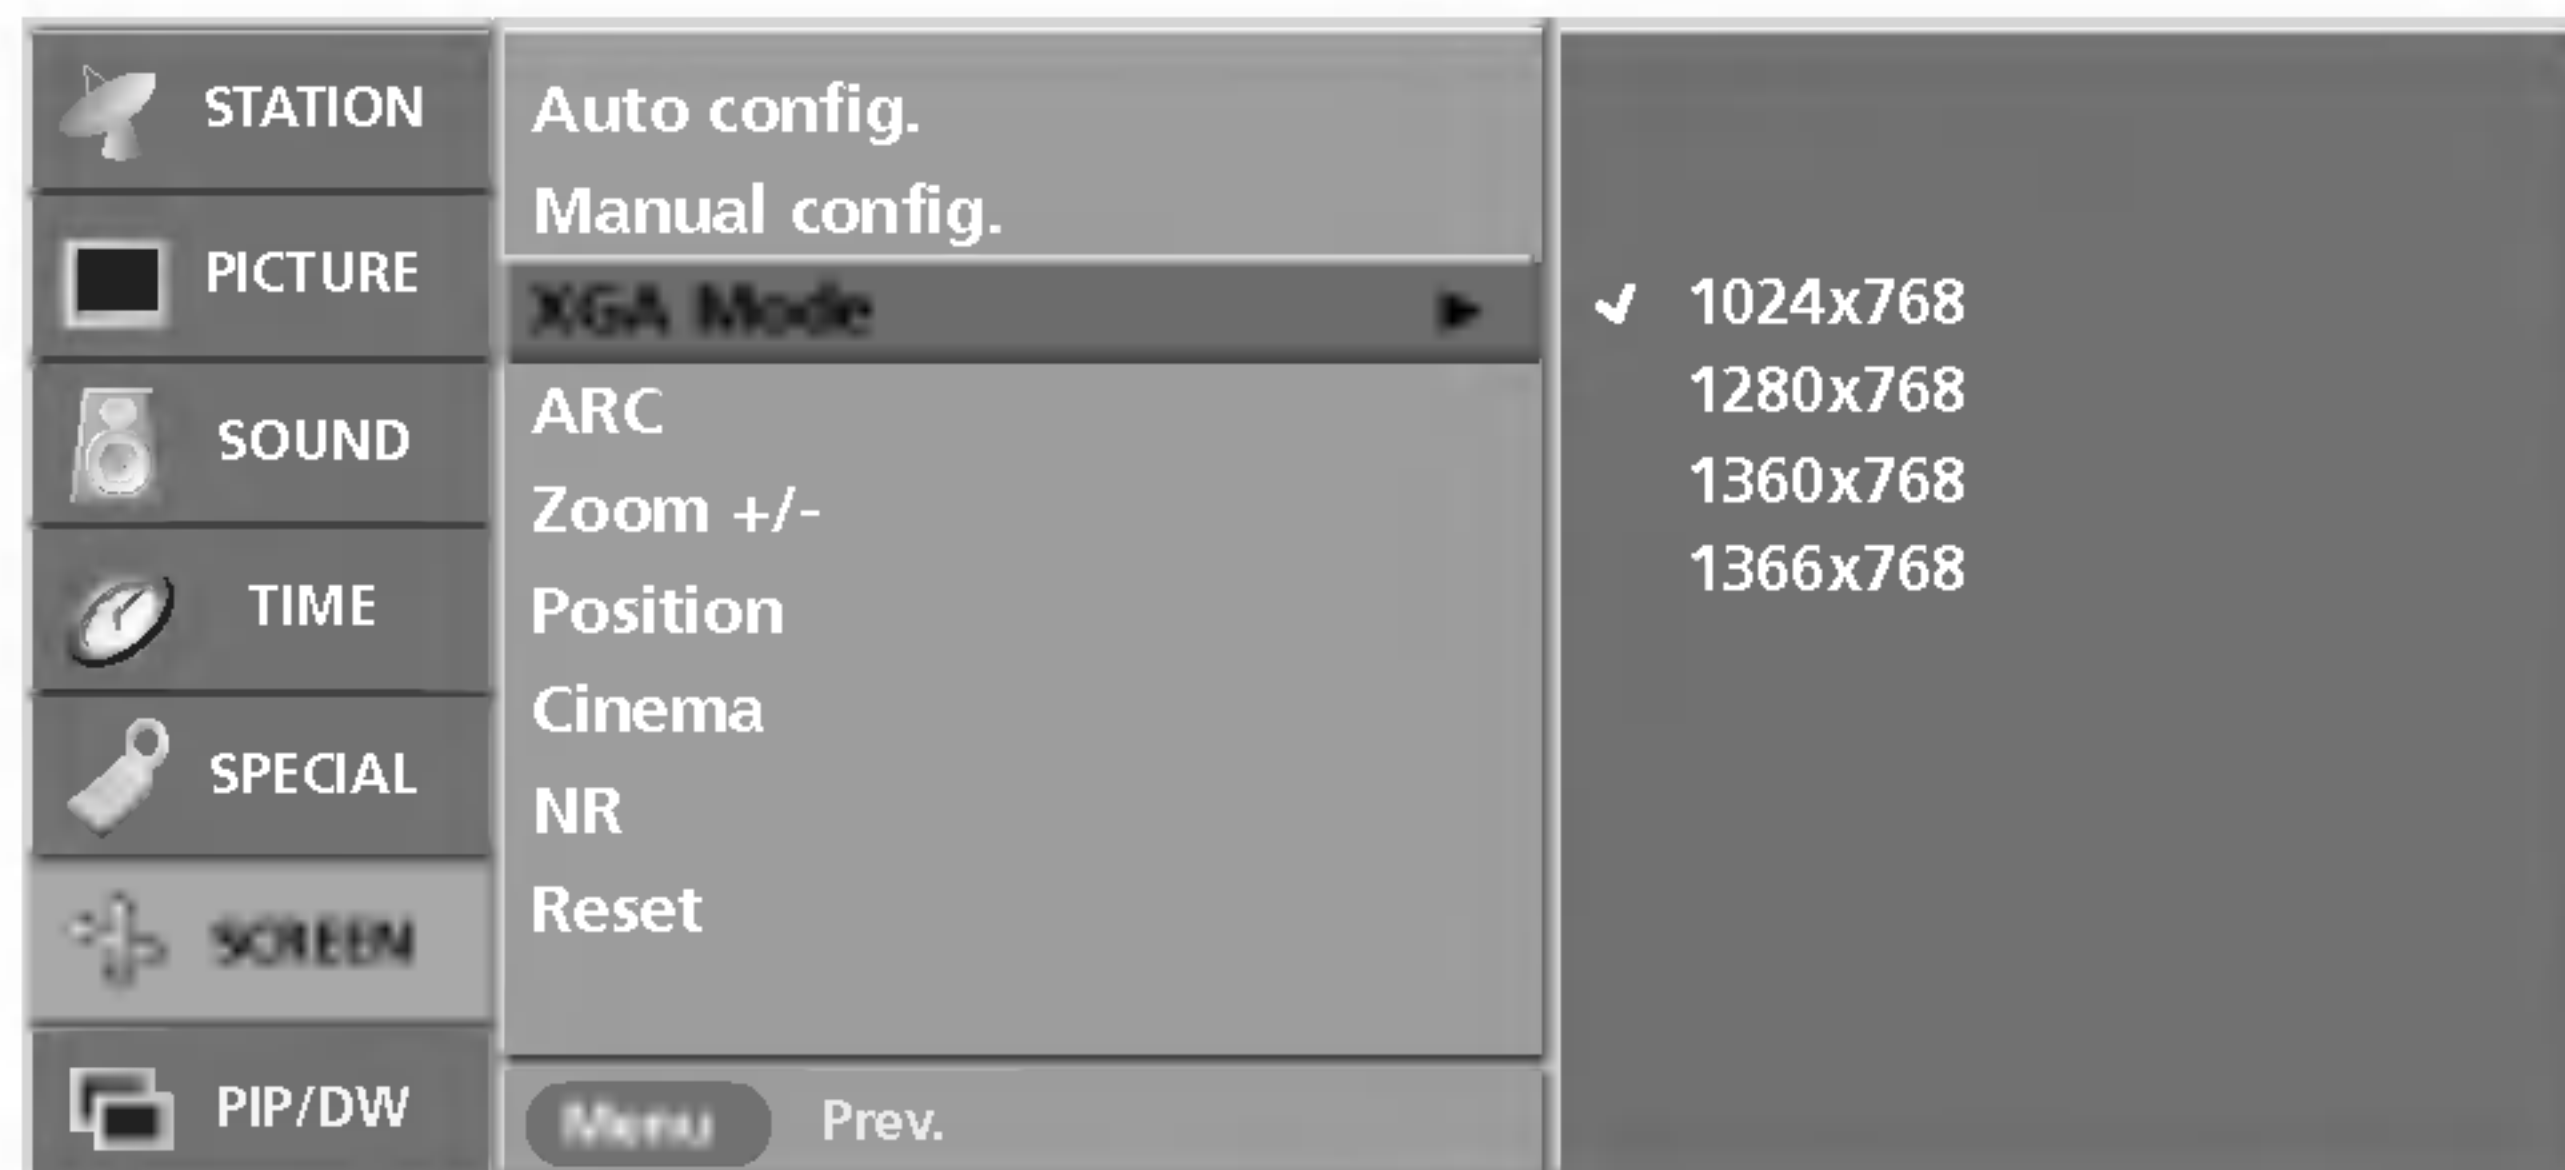 STATION
PICTURE
SOUND
TIME
SPECIAL
SCREEN
PIP/DW
Auto config.
Manual config.
XGA Mode
ARC
Zoom +/-
Position
Cinema
NR
Reset
Menu Prev.
1024x768
1280x768
1360x768
1366x768